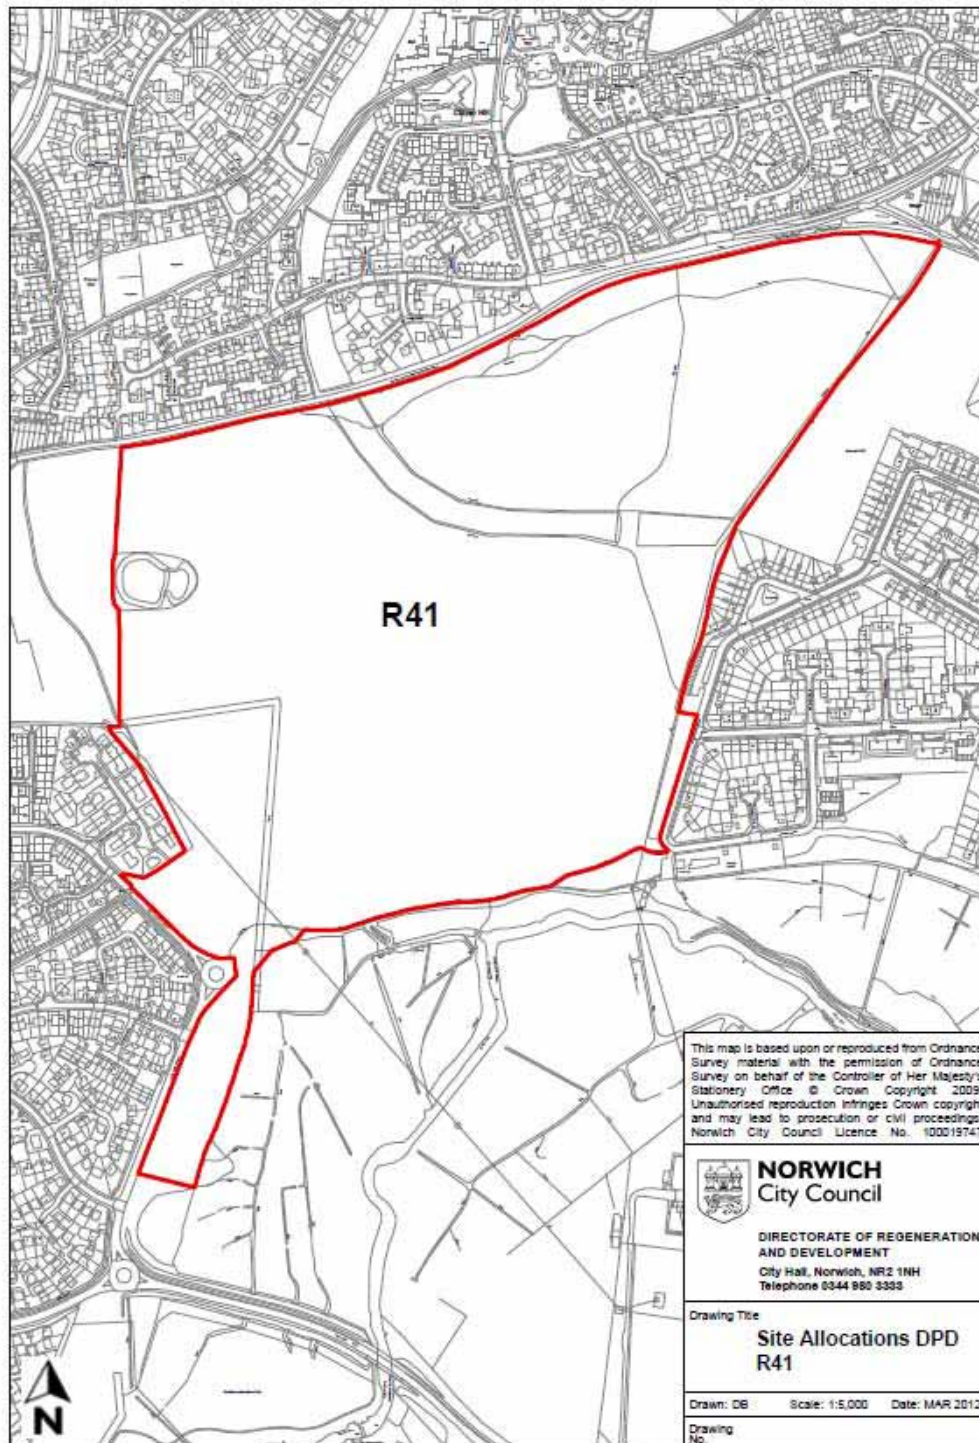 R41
This map is based upon or reproduced from Ordnance
Survey material with the permission of Ordnance
Survey on behalf of the Controller of Her Majesty's
Stationery Office © Crown Copyright 2009.
Unauthorised reproduction infringes Crown copyright
and may lead to prosecution or civil proceedings.
Norwich City Council Licence No. 100019747
NORWICH
City Council
DIRECTORATE OF REGENERATION
AND DEVELOPMENT
City Hall, Norwich, NR2 1NH
Telephone 0344 980 3333
Drawing Title
Site Allocations DPD
R41
Drawn: DB Scale: 1:5,000 Date: MAR 2012
Drawing
No.
N